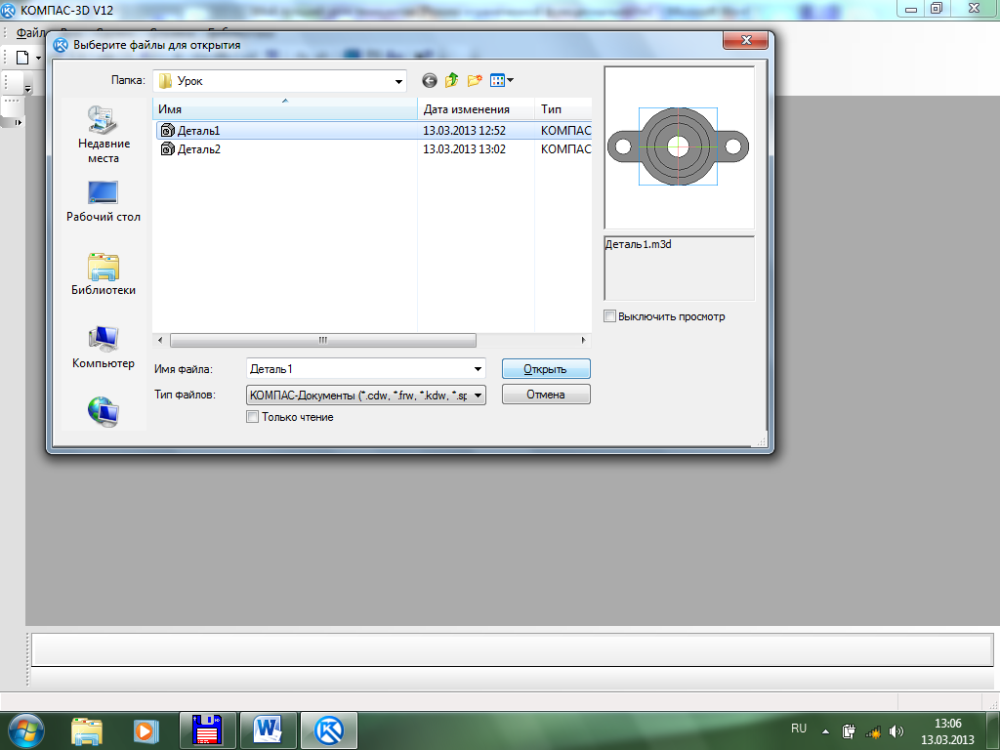 КОМПАС-3D V12
Файл
Выберите файлы для открытия
Папка: Урок
Имя Дата изменения Тип
Деталь1 13.03.2013 12:52 КОМПАС
Деталь2 13.03.2013 13:02 КОМПАС
Недавние
места
Рабочий стол
Библиотеки
Компьютер
Деталь1.m3d
Выключить просмотр
Имя файла: Деталь1 Открыть
Тип файлов: КОМПАС-Документы (*.cdw, *.frw, *.kdw, *.sp Отмена
Только чтение
RU
13:06
13.03.2013